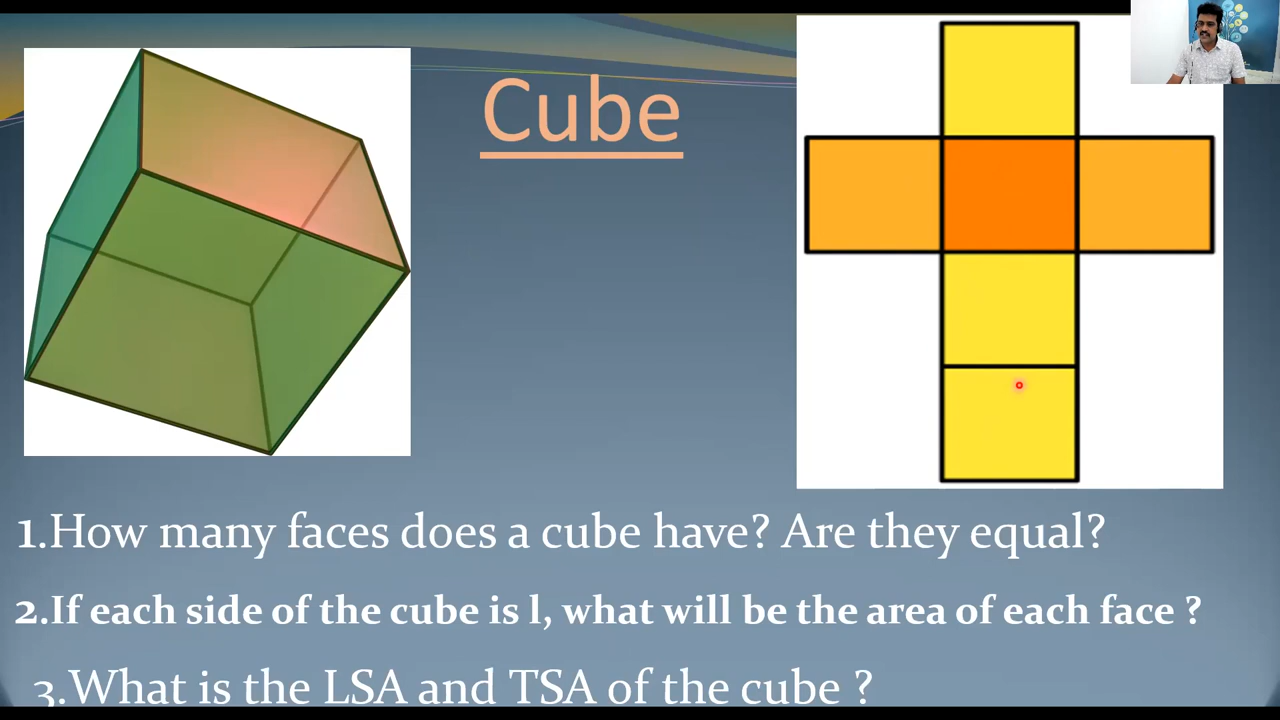 Cube
1.How many faces does a cube have? Are they equal?
2.If each side of the cube is l, what will be the area of each face ?
3.What is the LSA and TSA of the cube ?